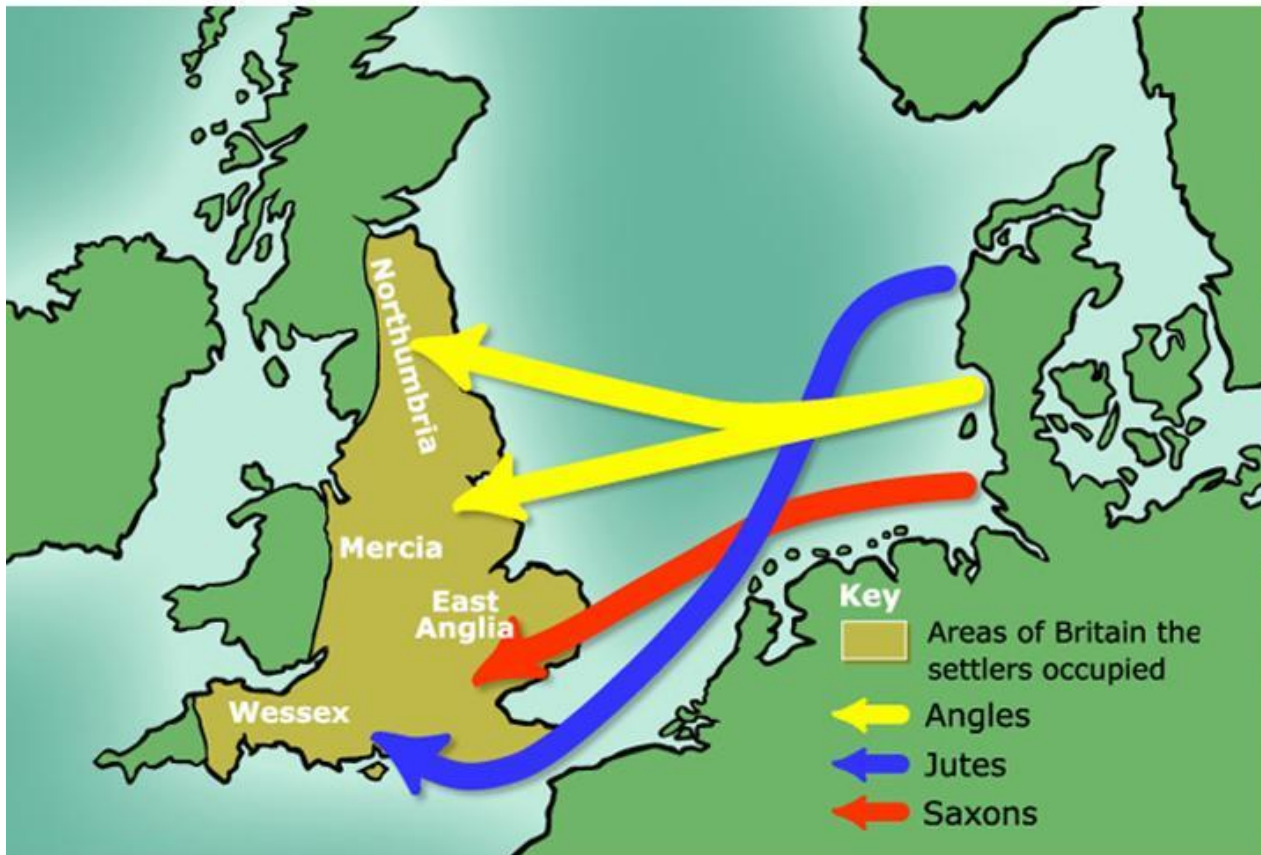 Northumbria
Mercia
East
Anglia
Wessex
Key
Areas of Britain the
settlers occupied
Angles
Jutes
Saxons